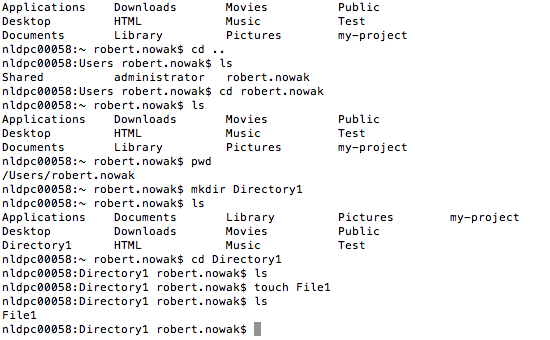 Applications    Downloads       Movies          Public
Desktop         HTML            Music           Test
Documents       Library         Pictures        my-project
nldpc00058:~ robert.nowak$ cd ..
nldpc00058:Users robert.nowak$ ls
Shared          administrator   robert.nowak
nldpc00058:Users robert.nowak$ cd robert.nowak
nldpc00058:~ robert.nowak$ ls
Applications    Downloads       Movies          Public
Desktop         HTML            Music           Test
Documents       Library         Pictures        my-project
nldpc00058:~ robert.nowak$ pwd
/Users/robert.nowak
nldpc00058:~ robert.nowak$ mkdir Directory1
nldpc00058:~ robert.nowak$ ls
Applications    Documents       Library         Pictures        my-project
Desktop         Downloads       Movies          Public
Directory1      HTML            Music           Test
nldpc00058:~ robert.nowak$ cd Directory1
nldpc00058:Directory1 robert.nowak$ ls
nldpc00058:Directory1 robert.nowak$ touch File1
nldpc00058:Directory1 robert.nowak$ ls
File1
nldpc00058:Directory1 robert.nowak$